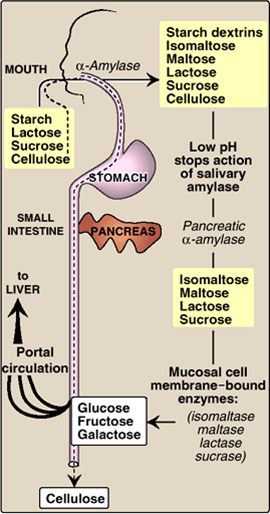 MOUTH
α-Amylase
Starch
Lactose
Sucrose
Cellulose
Starch dextrins
Isomaltose
Maltose
Lactose
Sucrose
Cellulose
Low pH
stops action
of salivary
amylase
STOMACH
SMALL
INTESTINE
PANCREAS
Pancreatic
α-amylase
Isomaltose
Maltose
Lactose
Sucrose
to
LIVER
Portal
circulation
Mucosal cell
membrane–bound
enzymes:
(isomaltase
maltase
lactase
sucrase)
Glucose
Fructose
Galactose
Cellulose